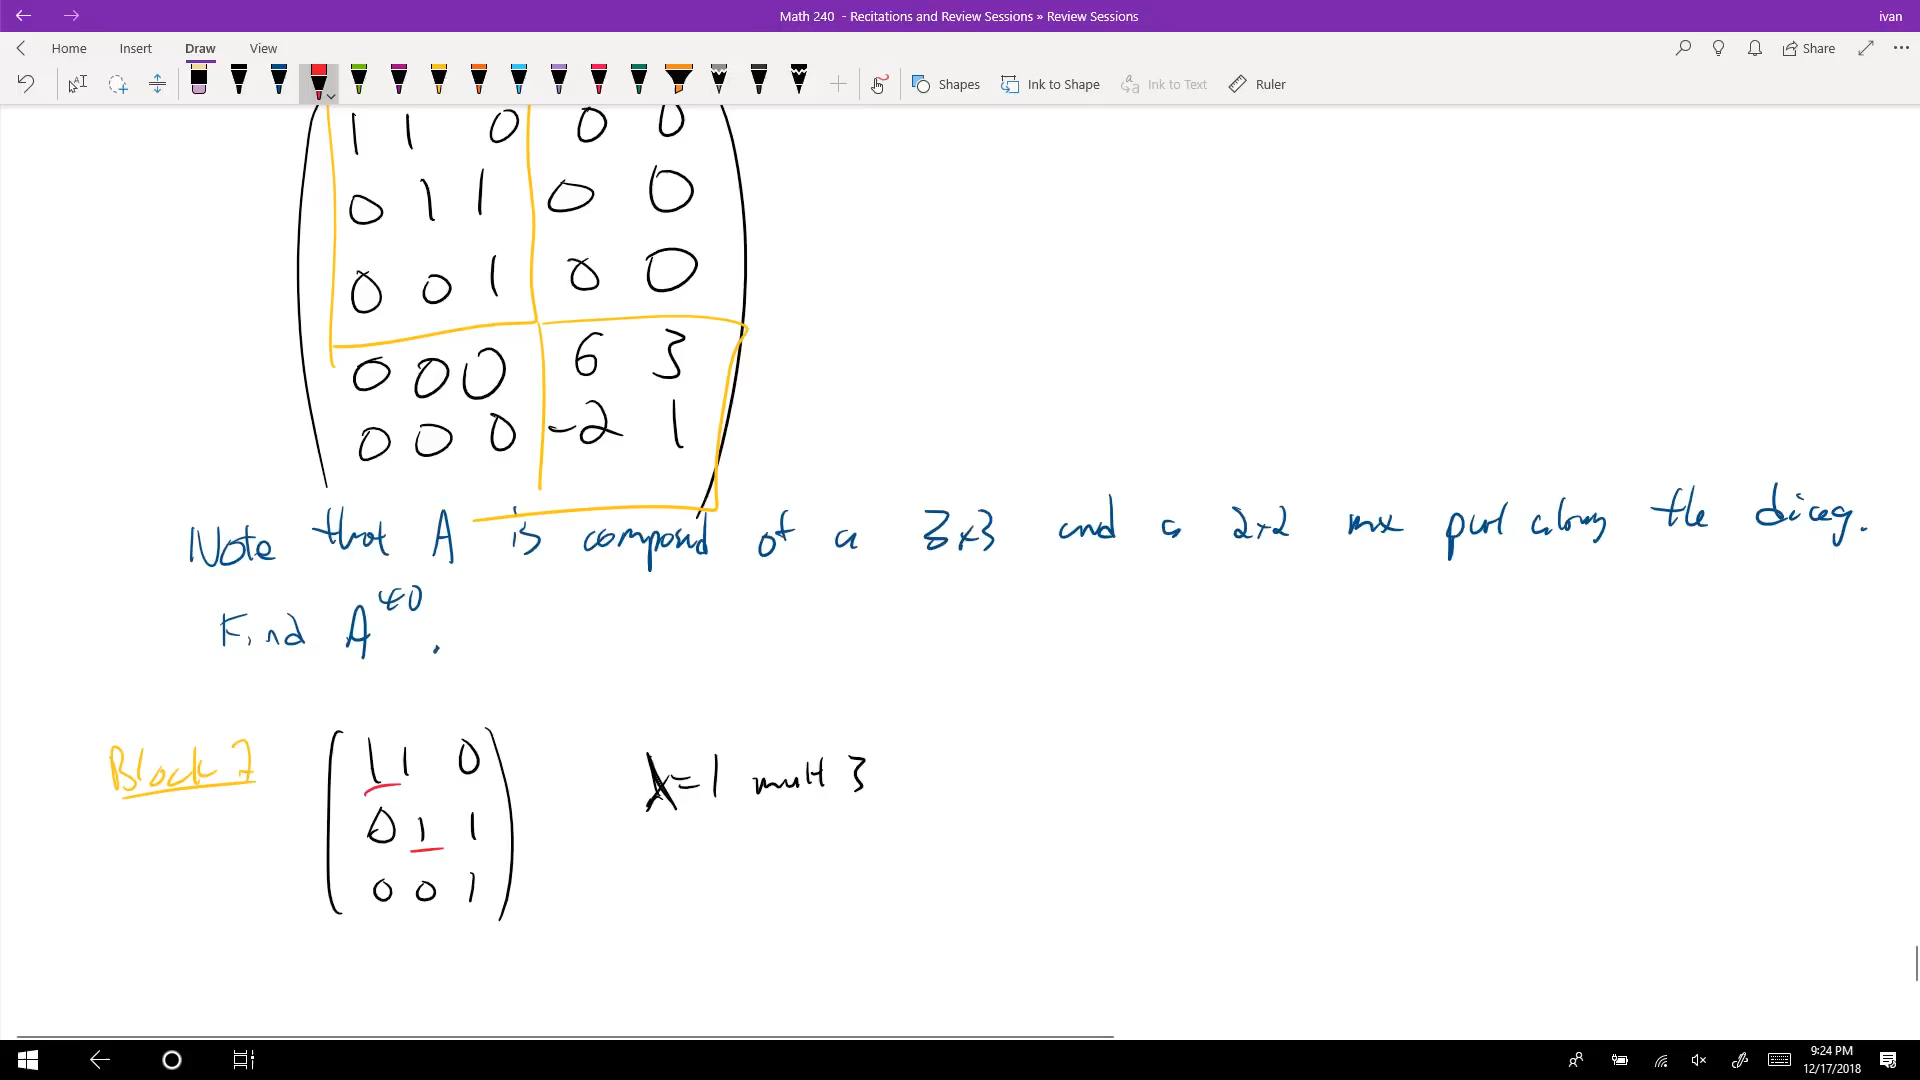 Math 240 - Recitations and Review Sessions » Review Sessions
ivan
Home Insert Draw View Share
Shapes Ink to Shape Ink to Text Ruler
1 1 0 0 0
0 1 1 0 0
0 0 1 0 0
0 0 0 6 3
0 0 0 -2 1
Note that A is composed of a 3x3 and a 2x2 along the diag.
Find A^40.
Block 1 1 1 0 λ=1 mult 3
0 1 1
0 0 1
9:24 PM
12/17/2018